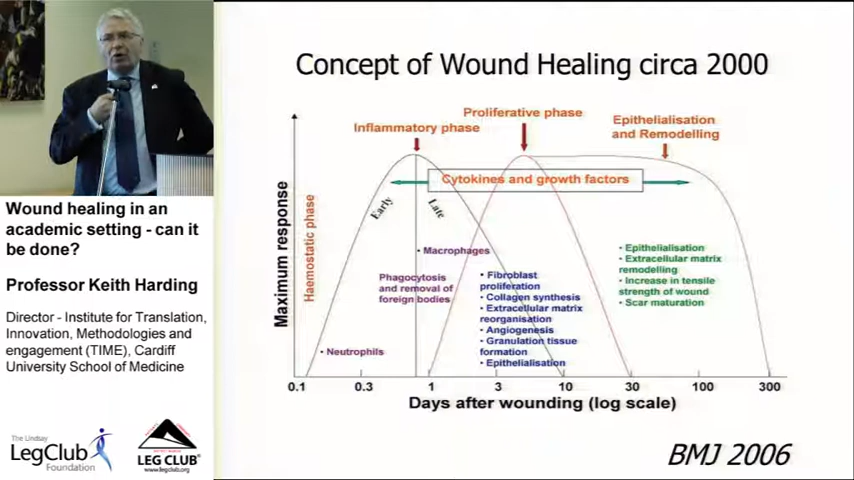 Wound healing in an
academic setting - can it
be done?
Professor Keith Harding
Director - Institute for Translation,
Innovation, Methodologies and
engagement (TIME), Cardiff
University School of Medicine
The Lindsay
LegClub
Foundation
LEG CLUB®
www.legclub.org
Concept of Wound Healing circa 2000
Proliferative phase
Inflammatory phase
Epithelialisation
and Remodelling
Cytokines and growth factors
Early
Late
Maximum response
Haemostatic phase
• Macrophages
Phagocytosis
and removal of
foreign bodies
• Neutrophils
• Fibroblast
proliferation
• Collagen synthesis
• Extracellular matrix
reorganisation
• Angiogenesis
• Granulation tissue
formation
• Epithelialisation
• Epithelialisation
• Extracellular matrix
remodelling
• Increase in tensile
strength of wound
• Scar maturation
0.1 0.3 1 3 10 30 100 300
Days after wounding (log scale)
BMJ 2006